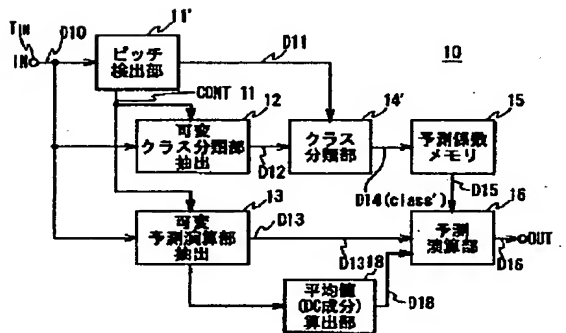 TIN
IN
D10
11'
ピッチ
検出部
D11
10
CONT 11
12
可変
クラス分類部
抽出
D12
14'
クラス
分類部
D14(class')
15
予測係数
メモリ
D15
13
可変
予測演算部
抽出
D13
D13
16
予測
演算部
OUT
D16
18
平均値
(DC成分)
算出部
D18